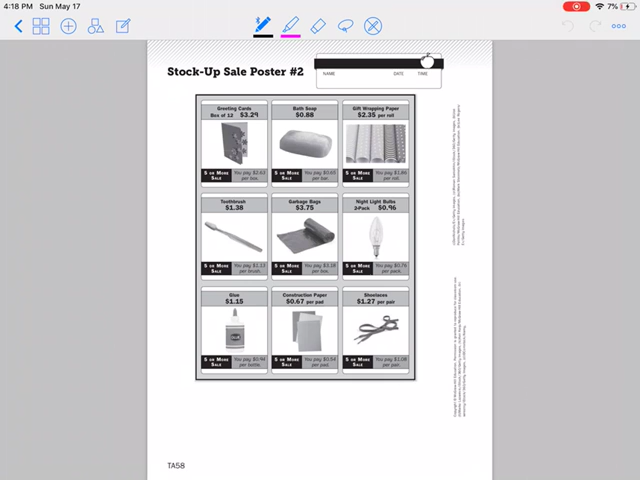 4:18 PM Sun May 17
7%
Stock-Up Sale Poster #2
NAME DATE TIME
Greeting Cards
Box of 12 $3.29
5 OR MORE SALE
You pay $2.63 per box.
Bath Soap
$0.88
5 OR MORE SALE
per bar.
Gift Wrapping Paper
$2.35 per roll
5 OR MORE SALE
You pay $1.86 per roll.
Toothbrush
$1.38
5 OR MORE SALE
You pay $1.13 per brush.
Garbage Bags
$3.75
5 OR MORE SALE
You pay $3.18 per box.
Night Light Bulbs
2-Pack $0.96
5 OR MORE SALE
You pay $0.76 per pack.
Glue
$1.15
5 OR MORE SALE
You pay $0.94 per bottle.
Construction Paper
$0.67 per pad
5 OR MORE SALE
You pay $0.54 per pad.
Shoelaces
$1.27 per pair
5 OR MORE SALE
You pay $1.08 per pair.
TA58